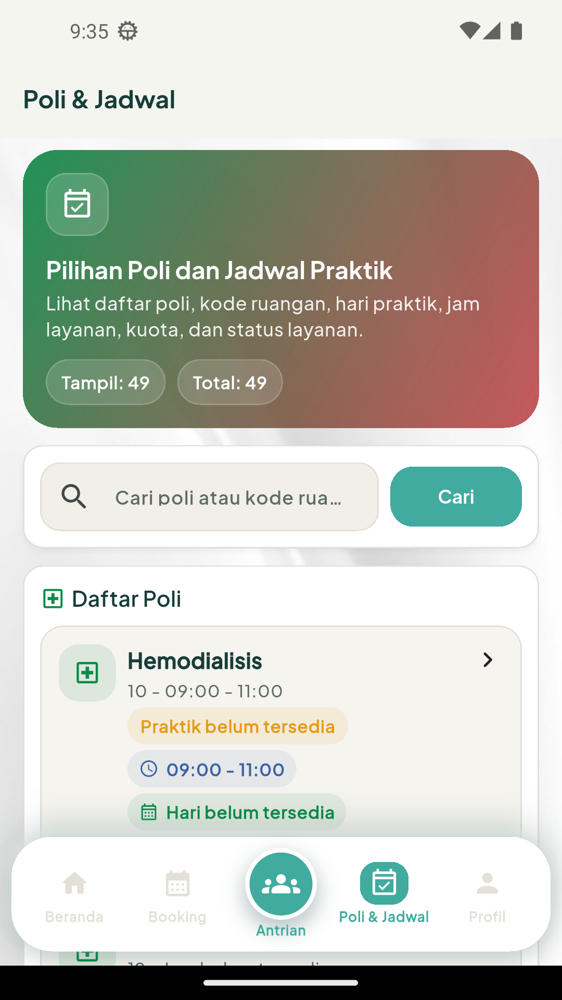 9:35
Poli & Jadwal
Pilihan Poli dan Jadwal Praktik
Lihat daftar poli, kode ruangan, hari praktik, jam
layanan, kuota, dan status layanan.
Tampil: 49
Total: 49
Cari poli atau kode rua…
Cari
Daftar Poli
Hemodialisis
10 - 09:00 - 11:00
Praktik belum tersedia
09:00 - 11:00
Hari belum tersedia
Beranda
Booking
Antrian
Poli & Jadwal
Profil